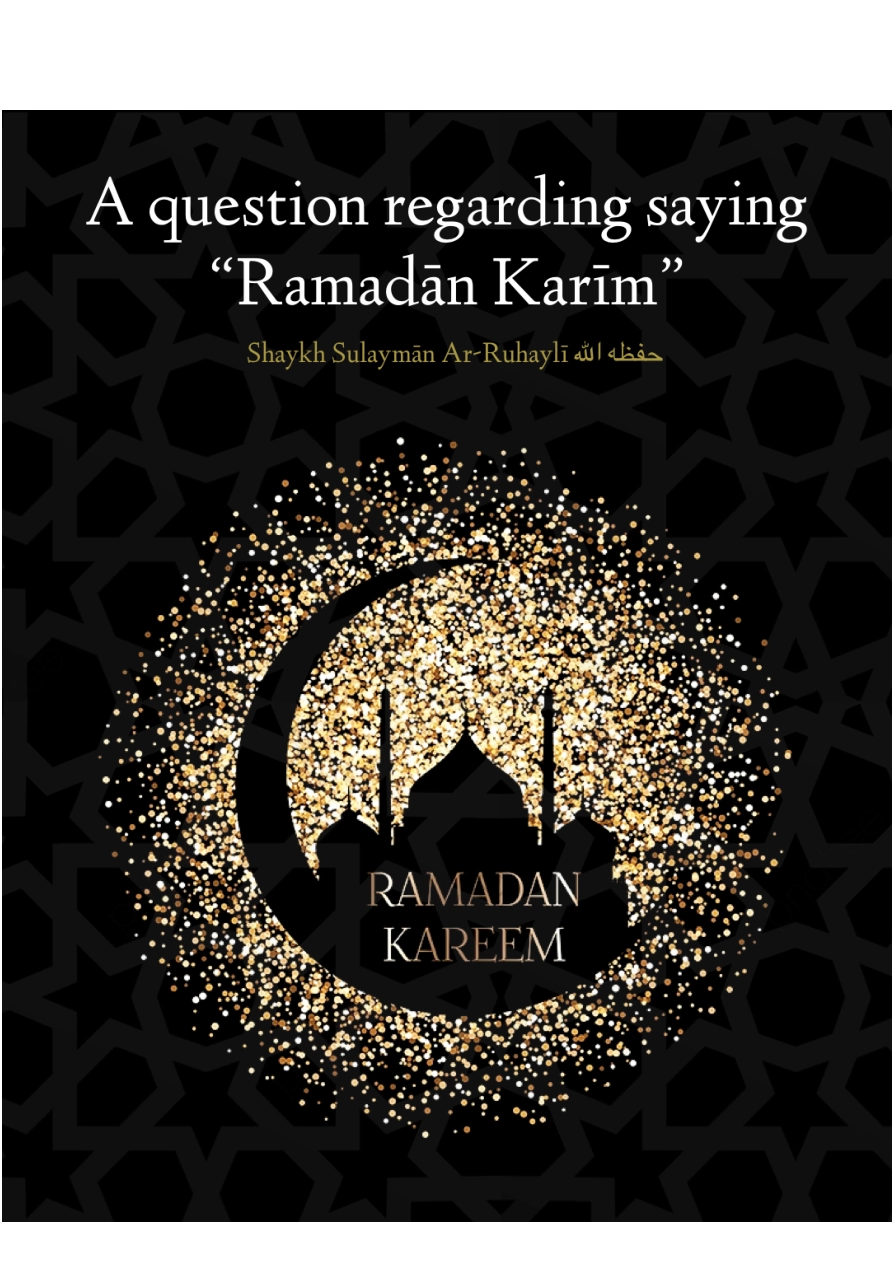 A question regarding saying
“Ramadān Karīm”
Shaykh Sulaymān Ar-Ruhaylī حفظه الله
RAMADAN
KAREEM